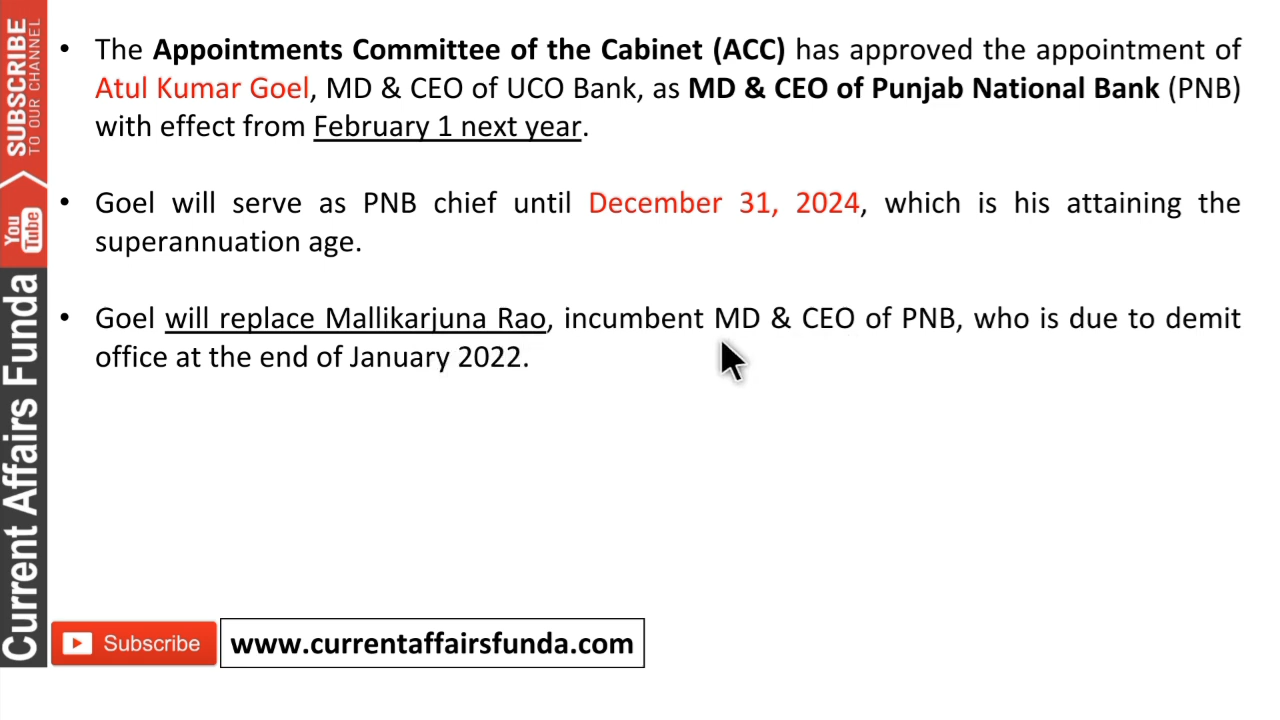 • The Appointments Committee of the Cabinet (ACC) has approved the appointment of
Atul Kumar Goel, MD & CEO of UCO Bank, as MD & CEO of Punjab National Bank (PNB)
with effect from February 1 next year.
• Goel will serve as PNB chief until December 31, 2024, which is his attaining the
superannuation age.
• Goel will replace Mallikarjuna Rao, incumbent MD & CEO of PNB, who is due to demit
office at the end of January 2022.
SUBSCRIBE
TO OUR CHANNEL
You
Tube
Current Affairs Funda
Subscribe
www.currentaffairsfunda.com